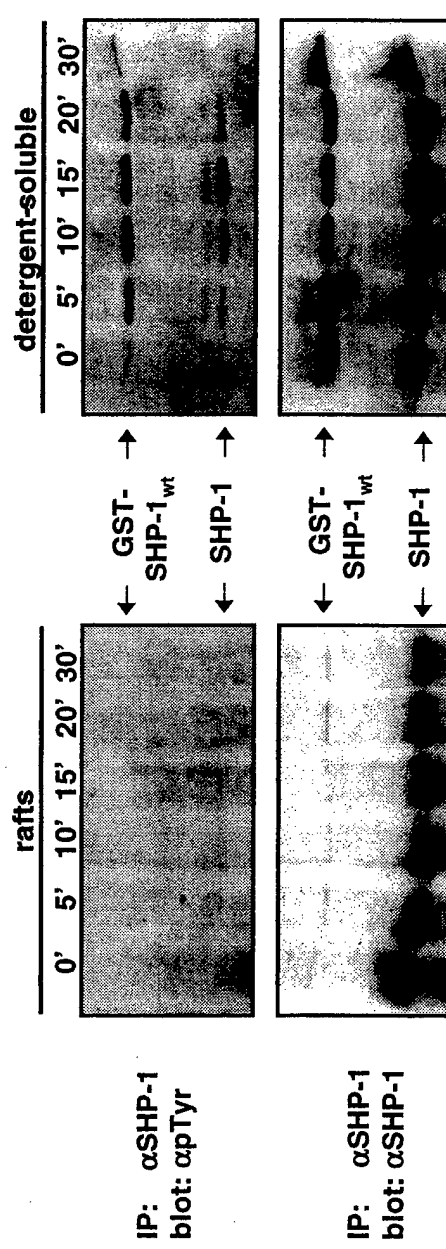 rafts
0' 5' 10' 15' 20' 30'
detergent-soluble
0' 5' 10' 15' 20' 30'
IP: αSHP-1
blot: αpTyr
GST-
SHP-1wt
SHP-1
IP: αSHP-1
blot: αSHP-1
GST-
SHP-1wt
SHP-1